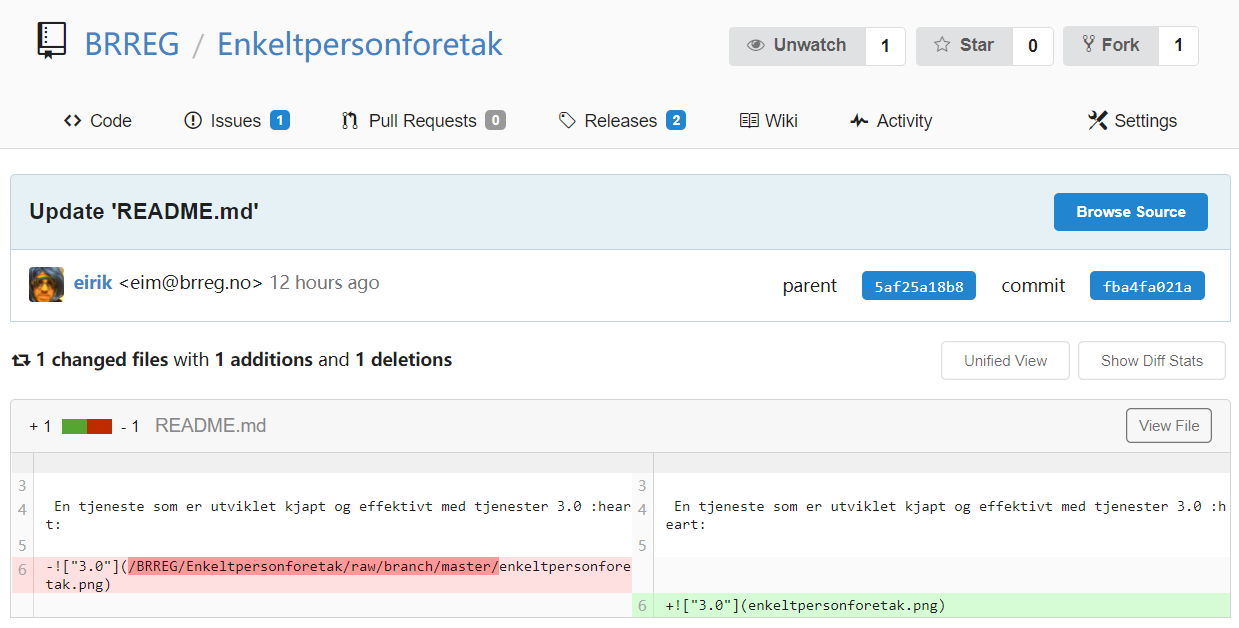 BRREG / Enkeltpersonforetak
Unwatch 1 Star 0 Fork 1
Code Issues 1 Pull Requests 0 Releases 2 Wiki Activity Settings
Update 'README.md' Browse Source
eirik <eim@brreg.no> 12 hours ago parent 5af25a18b8 commit fba4fa021a
1 changed files with 1 additions and 1 deletions Unified View Show Diff Stats
+ 1 - 1 README.md View File
3 3
4 En tjeneste som er utviklet kjapt og effektivt med tjenester 3.0 :hear 4 En tjeneste som er utviklet kjapt og effektivt med tjenester 3.0 :h
t: eart:
5 5
6 -!["3.0"](/BRREG/Enkeltpersonforetak/raw/branch/master/enkeltpersonfore
tak.png)
6 +!["3.0"](enkeltpersonforetak.png)